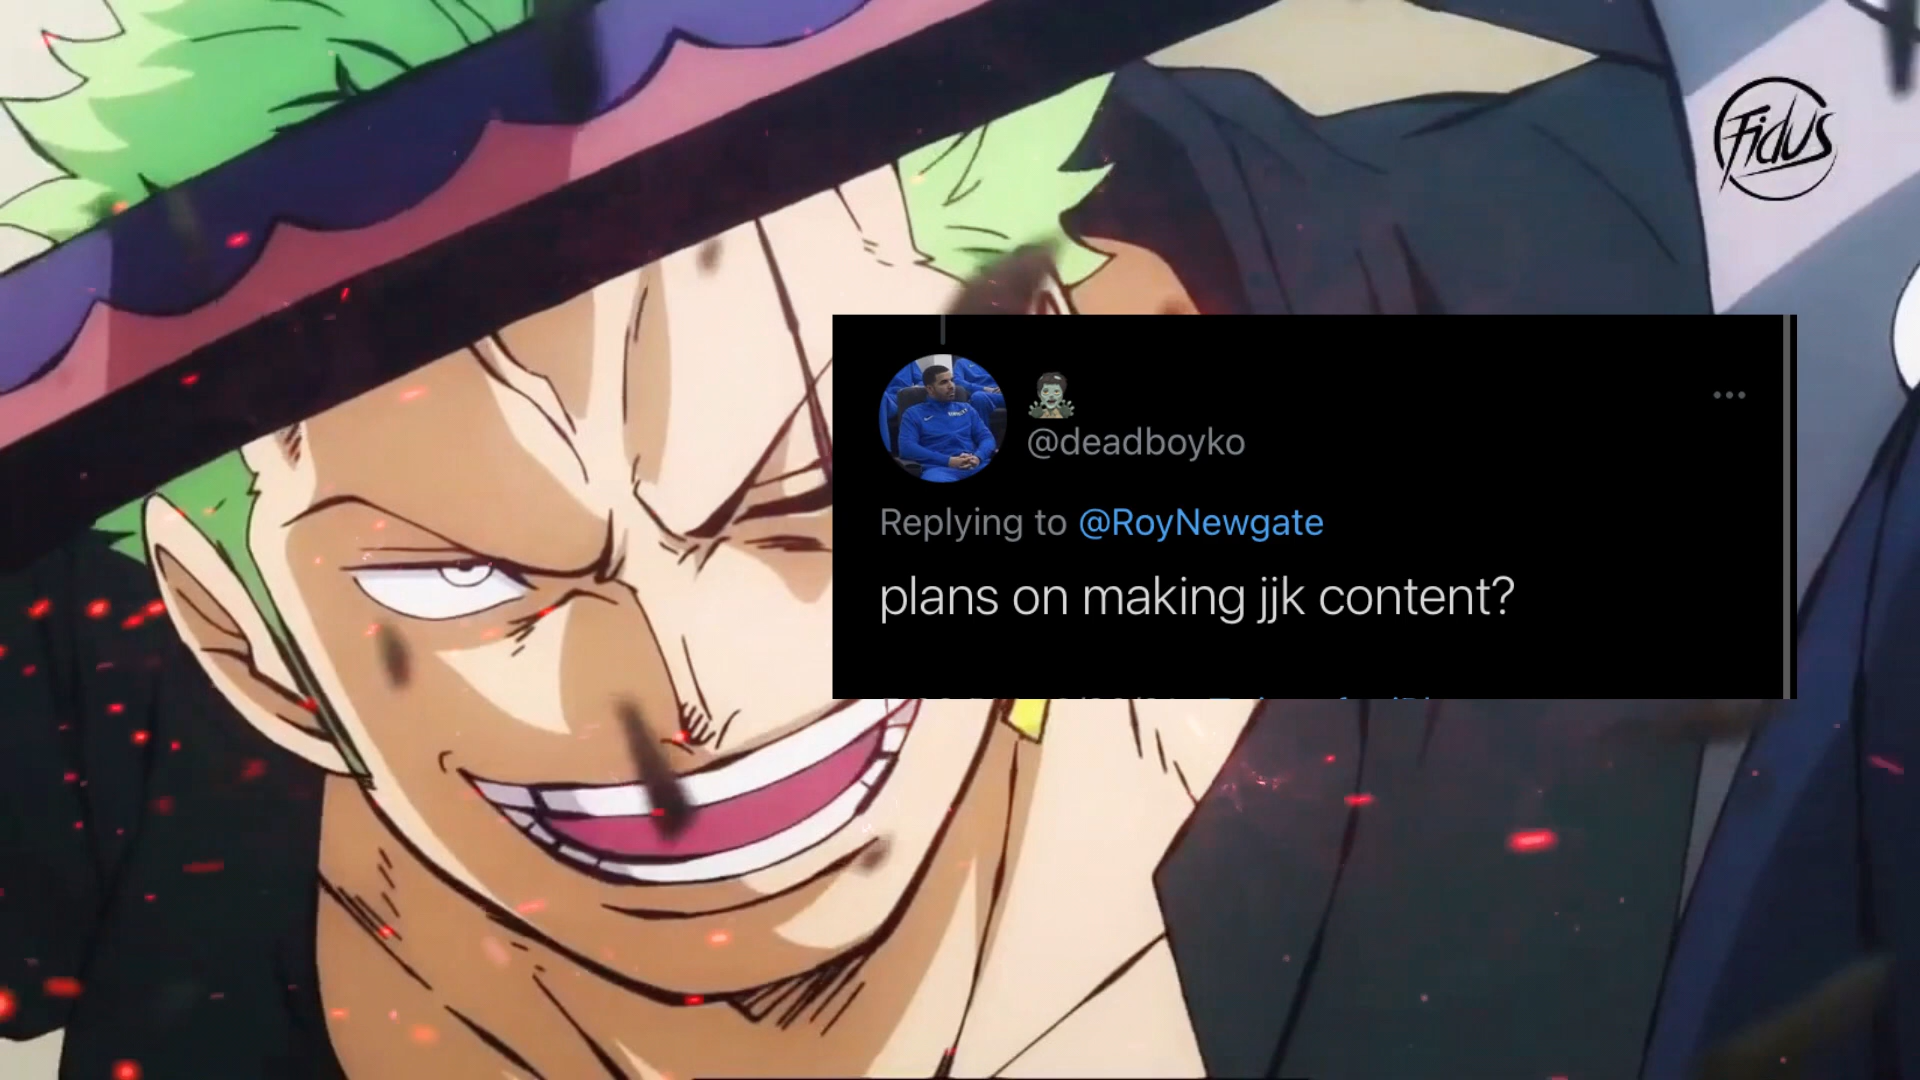 Fidus
@deadboyko
Replying to @RoyNewgate
plans on making jjk content?